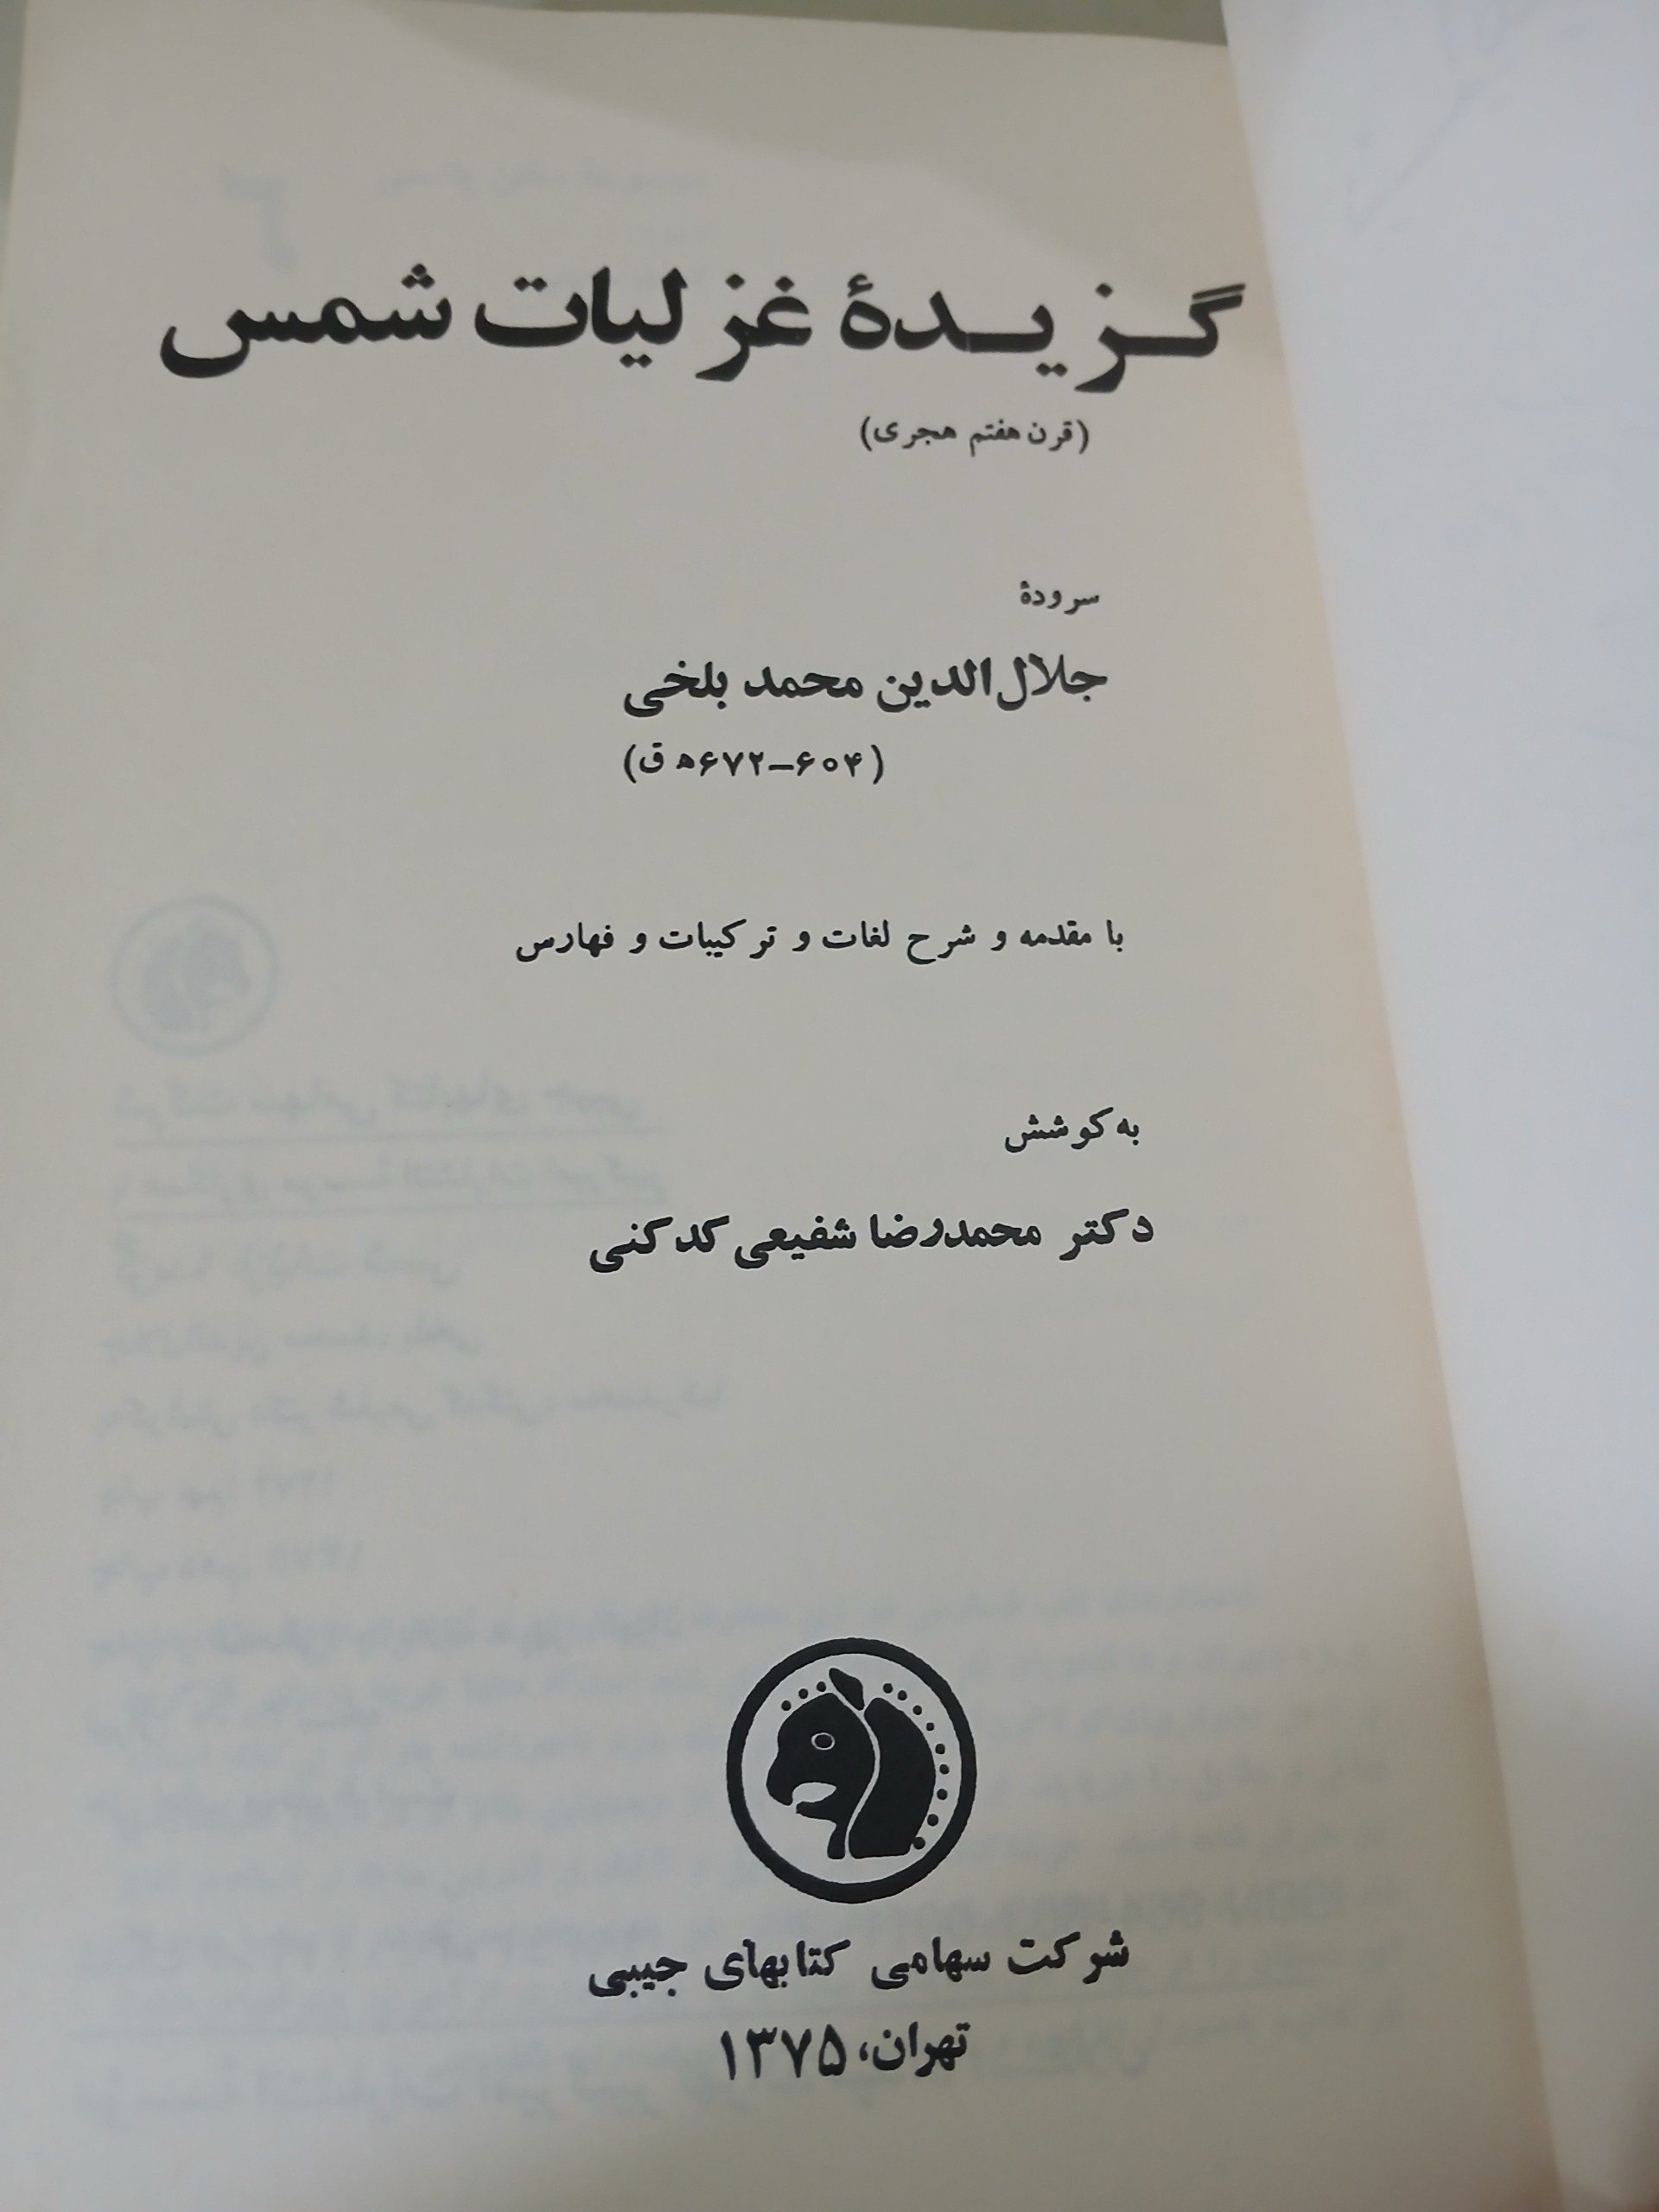 گزیدهٔ غزلیات شمس
(قرن هفتم هجری)
سرودهٔ
جلال‌الدین محمد بلخی
(۶۰۴–۶۷۲ ه‍ ق)
با مقدمه و شرح لغات و ترکیبات و فهارس
به کوشش
دکتر محمدرضا شفیعی کدکنی
شرکت سهامی کتابهای جیبی
تهران، ۱۳۷۵